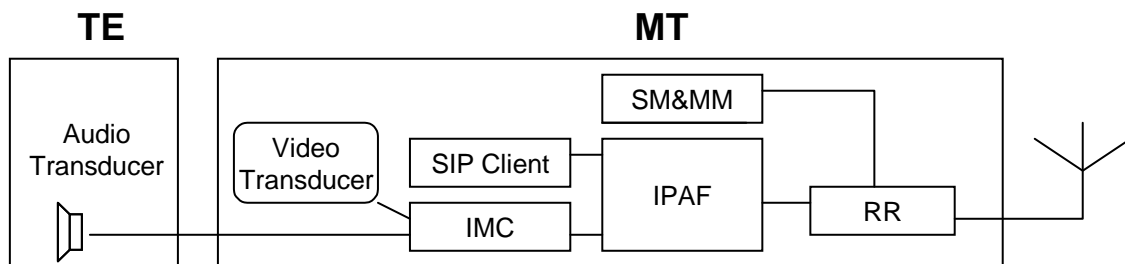 TE
MT
Audio
Transducer
Video
Transducer
SIP Client
IMC
SM&MM
IPAF
RR